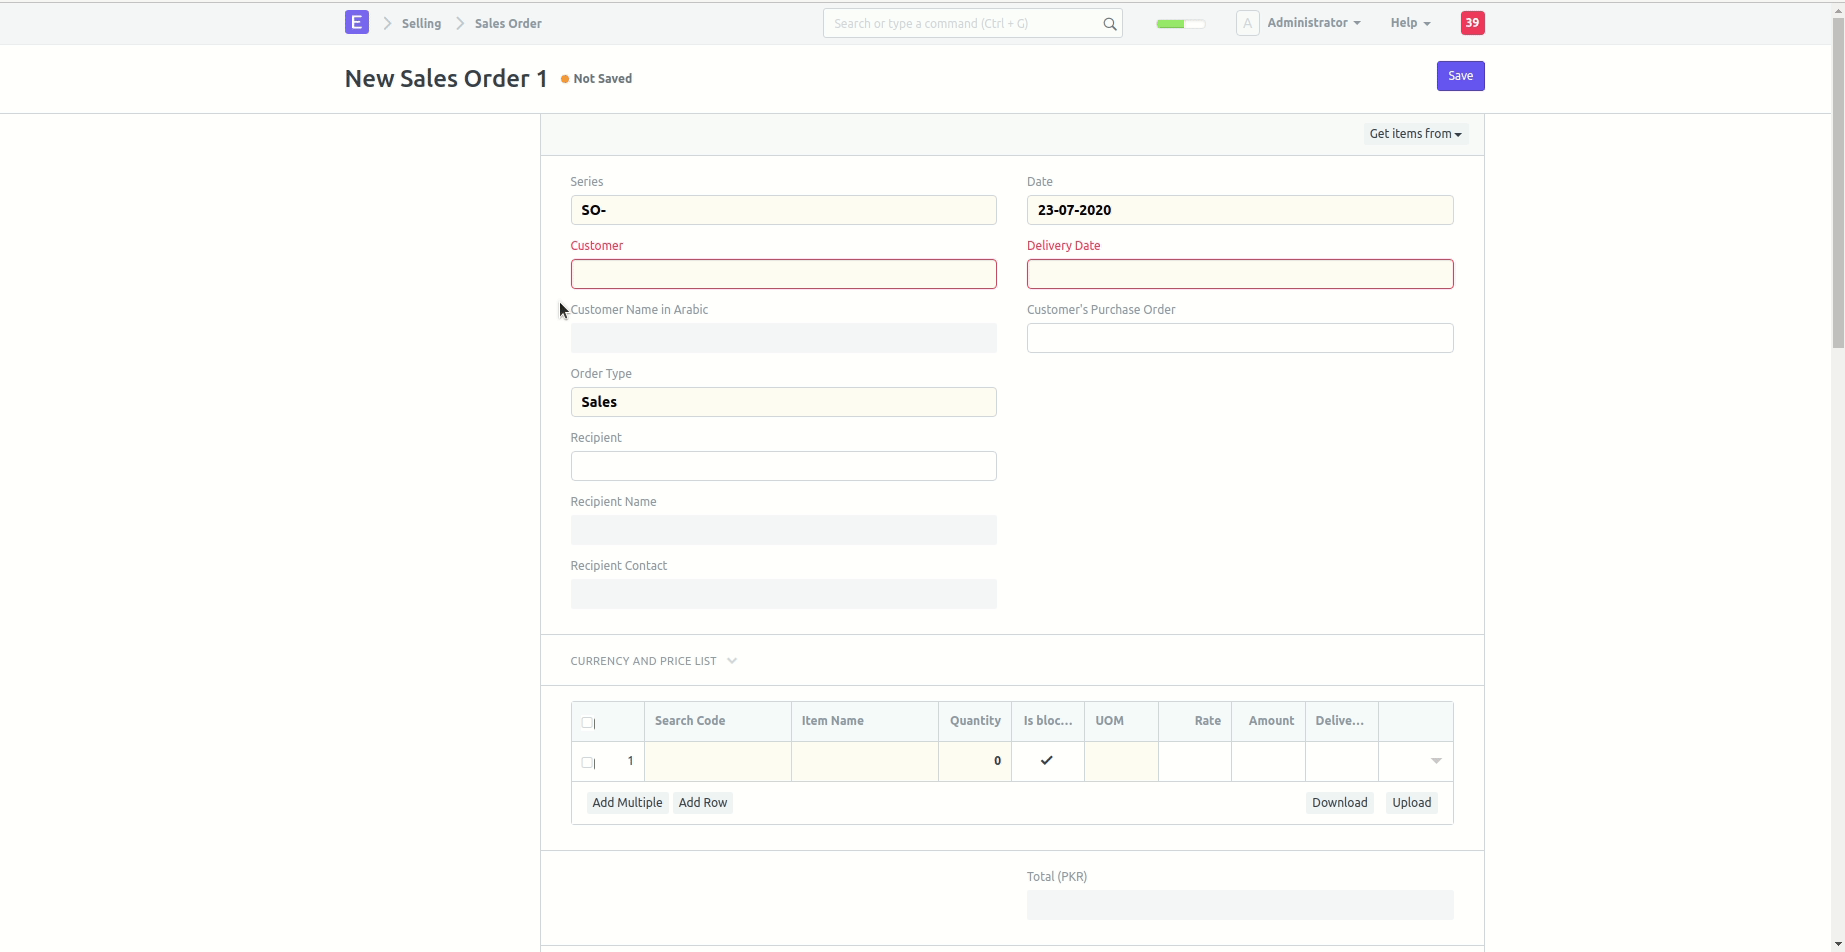 E Selling Sales Order Search or type a command (Ctrl + G) A Administrator Help 39
New Sales Order 1 Not Saved Save
Get items from
Series Date
SO- 23-07-2020
Customer Delivery Date
Customer Name in Arabic Customer's Purchase Order
Order Type
Sales
Recipient
Recipient Name
Recipient Contact
CURRENCY AND PRICE LIST
Search Code Item Name Quantity Is bloc... UOM Rate Amount Delive...
1 0
Add Multiple Add Row Download Upload
Total (PKR)